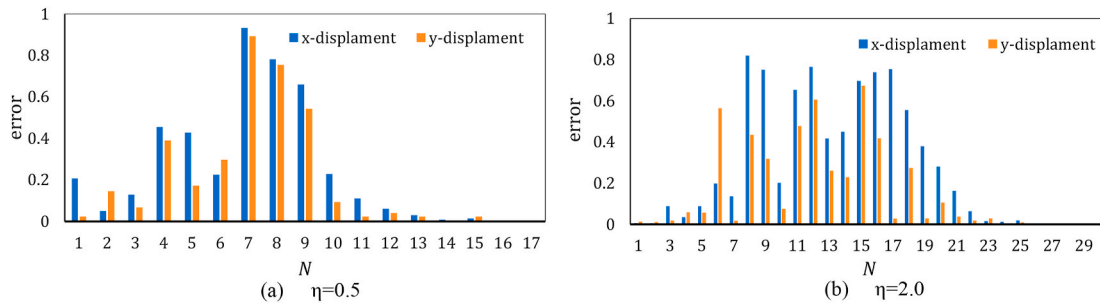 1
0.8
0.6
0.4
0.2
0
error
x-displament y-displament
1 2 3 4 5 6 7 8 9 10 11 12 13 14 15 16 17
N
(a) η=0.5
1
0.8
0.6
0.4
0.2
0
error
x-displament y-displament
1 3 5 7 9 11 13 15 17 19 21 23 25 27 29
N
(b) η=2.0